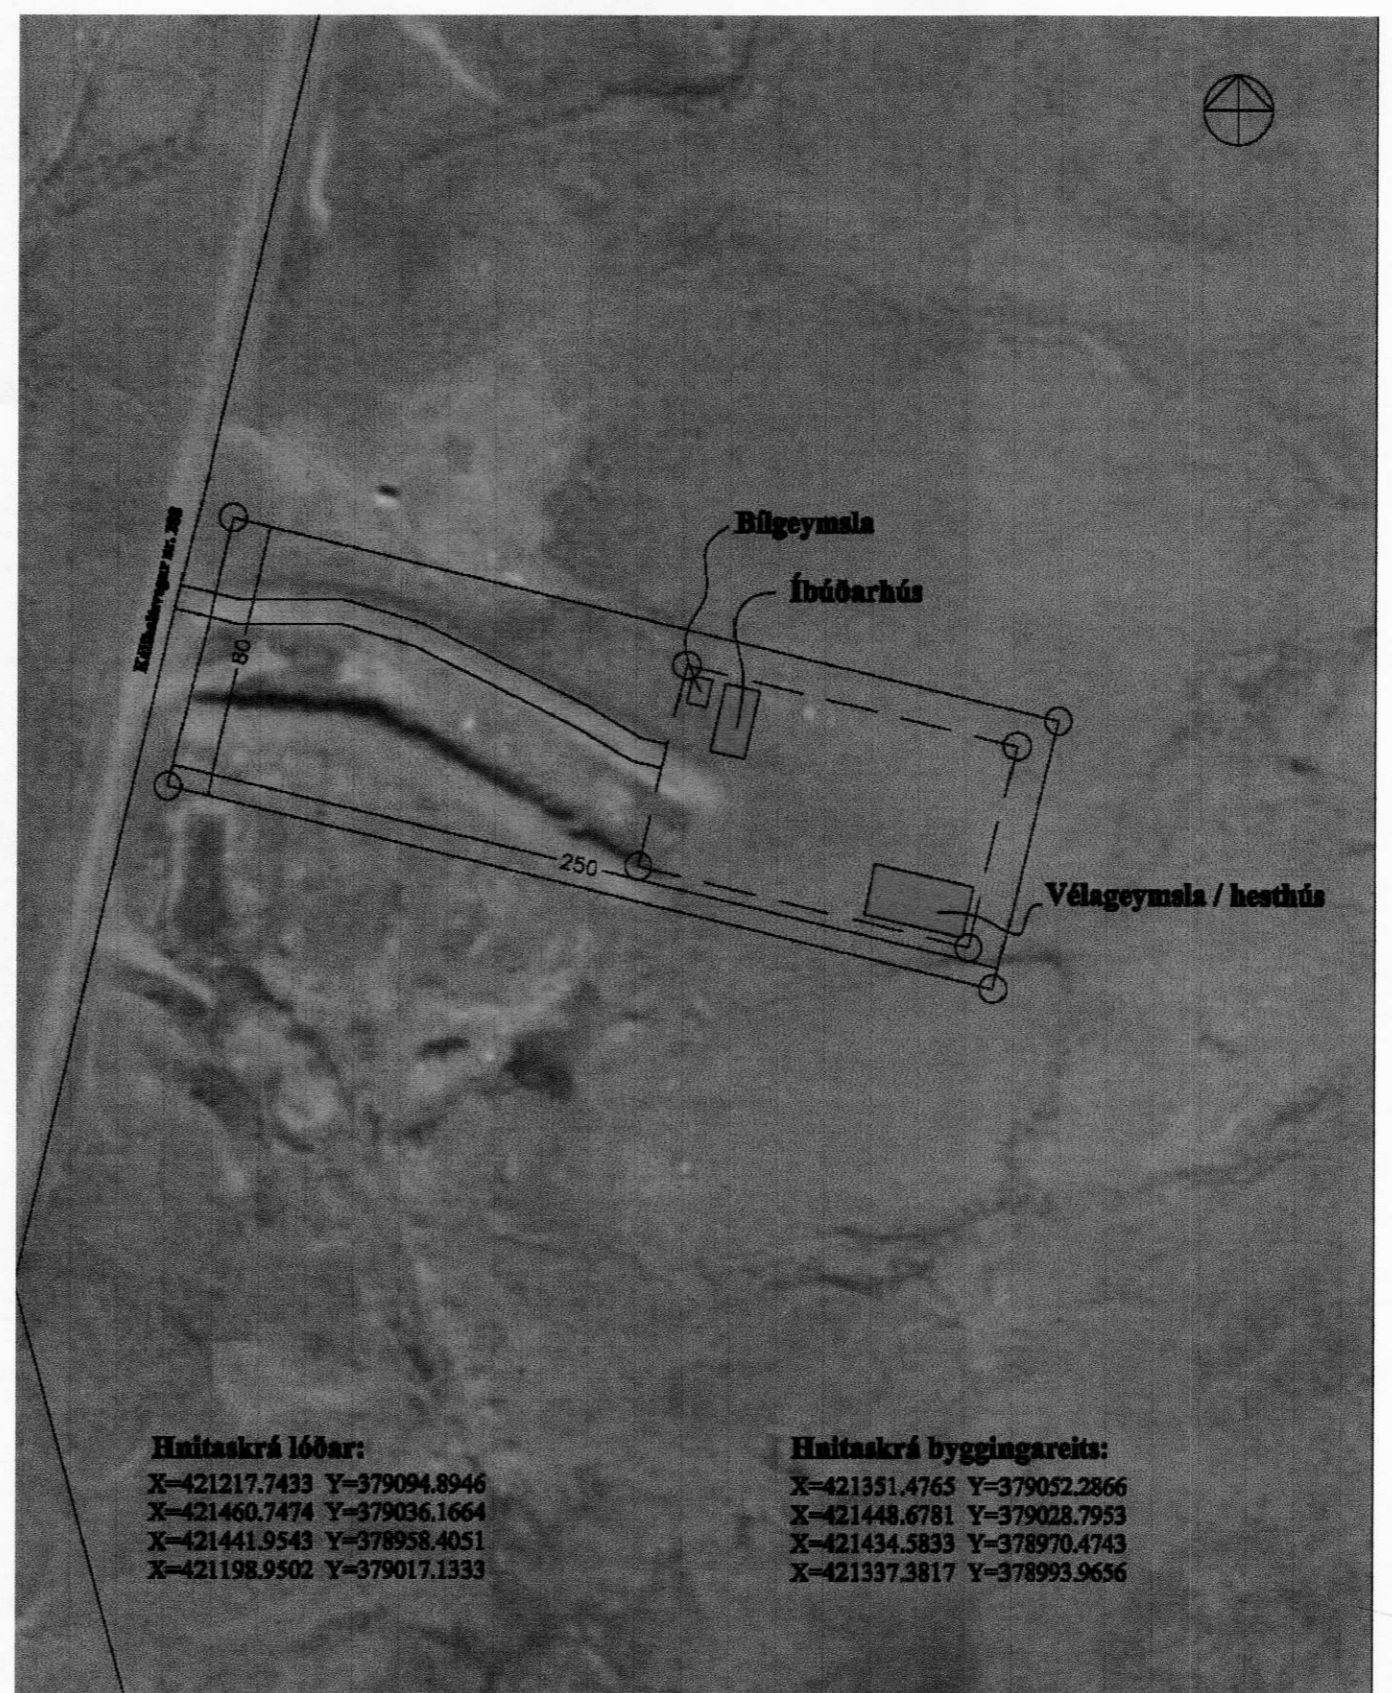 Bílgeymsla
Íbúðarhús
80
250
Vélageymsla / hesthús
Hnitaskrá lóðar:
X=421217.7433 Y=379094.8946
X=421460.7474 Y=379036.1664
X=421441.9543 Y=378958.4051
X=421198.9502 Y=379017.1333
Hnitaskrá byggingareits:
X=421351.4765 Y=379052.2866
X=421448.6781 Y=379028.7953
X=421434.5833 Y=378970.4743
X=421337.3817 Y=378993.9656